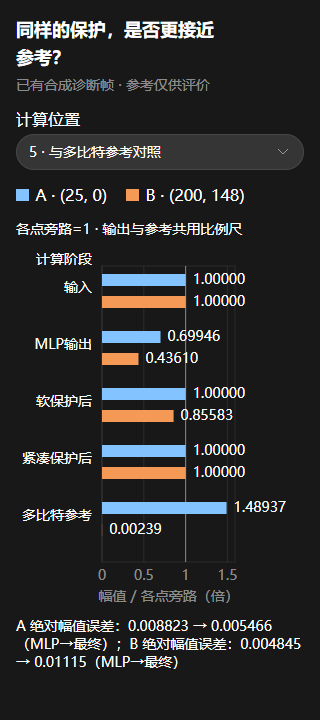 同样的保护，是否更接近
参考？
已有合成诊断帧 · 参考仅供评价
计算位置
5 · 与多比特参考对照
A · (25, 0) B · (200, 148)
各点旁路=1 · 输出与参考共用比例尺
计算阶段
输入 1.00000
1.00000
MLP输出 0.69946
0.43610
软保护后 1.00000
0.85583
紧凑保护后 1.00000
1.00000
多比特参考 1.48937
0.00239
0 0.5 1 1.5
幅值 / 各点旁路（倍）
A 绝对幅值误差：0.008823 → 0.005466
（MLP→最终）；B 绝对幅值误差：0.004845
→ 0.01115（MLP→最终）